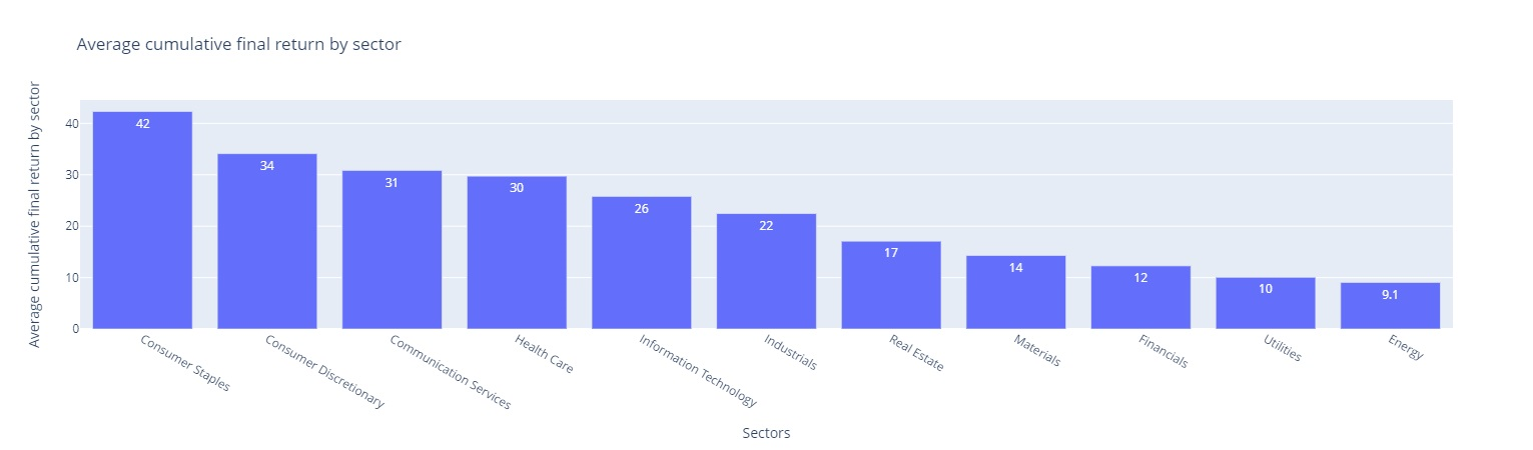 Average cumulative final return by sector
Average cumulative final return by sector
40
30
20
10
0
42
34
31
30
26
22
17
14
12
10
9.1
Consumer Staples
Consumer Discretionary
Communication Services
Health Care
Information Technology
Industrials
Real Estate
Materials
Financials
Utilities
Energy
Sectors